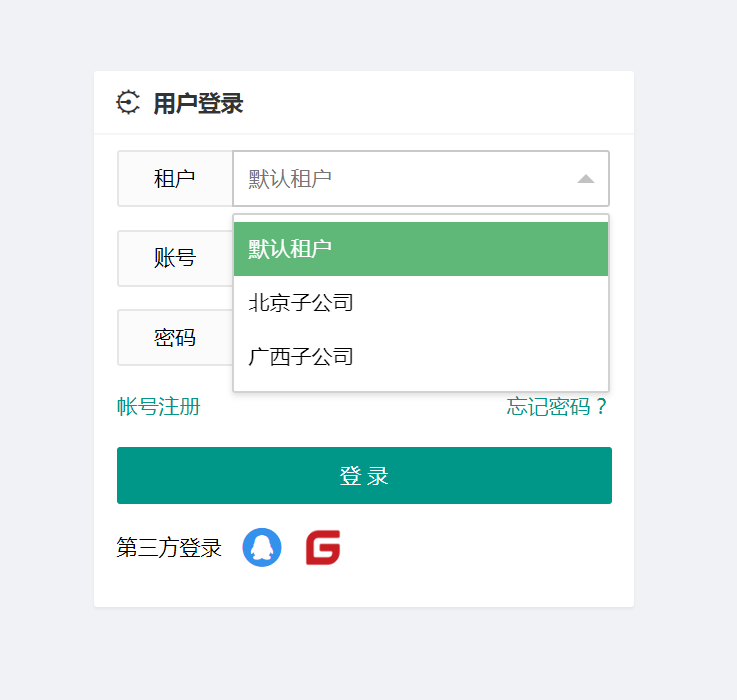 用户登录
租户 默认租户
默认租户
账号
北京子公司
密码
广西子公司
帐号注册 忘记密码？
登 录
第三方登录